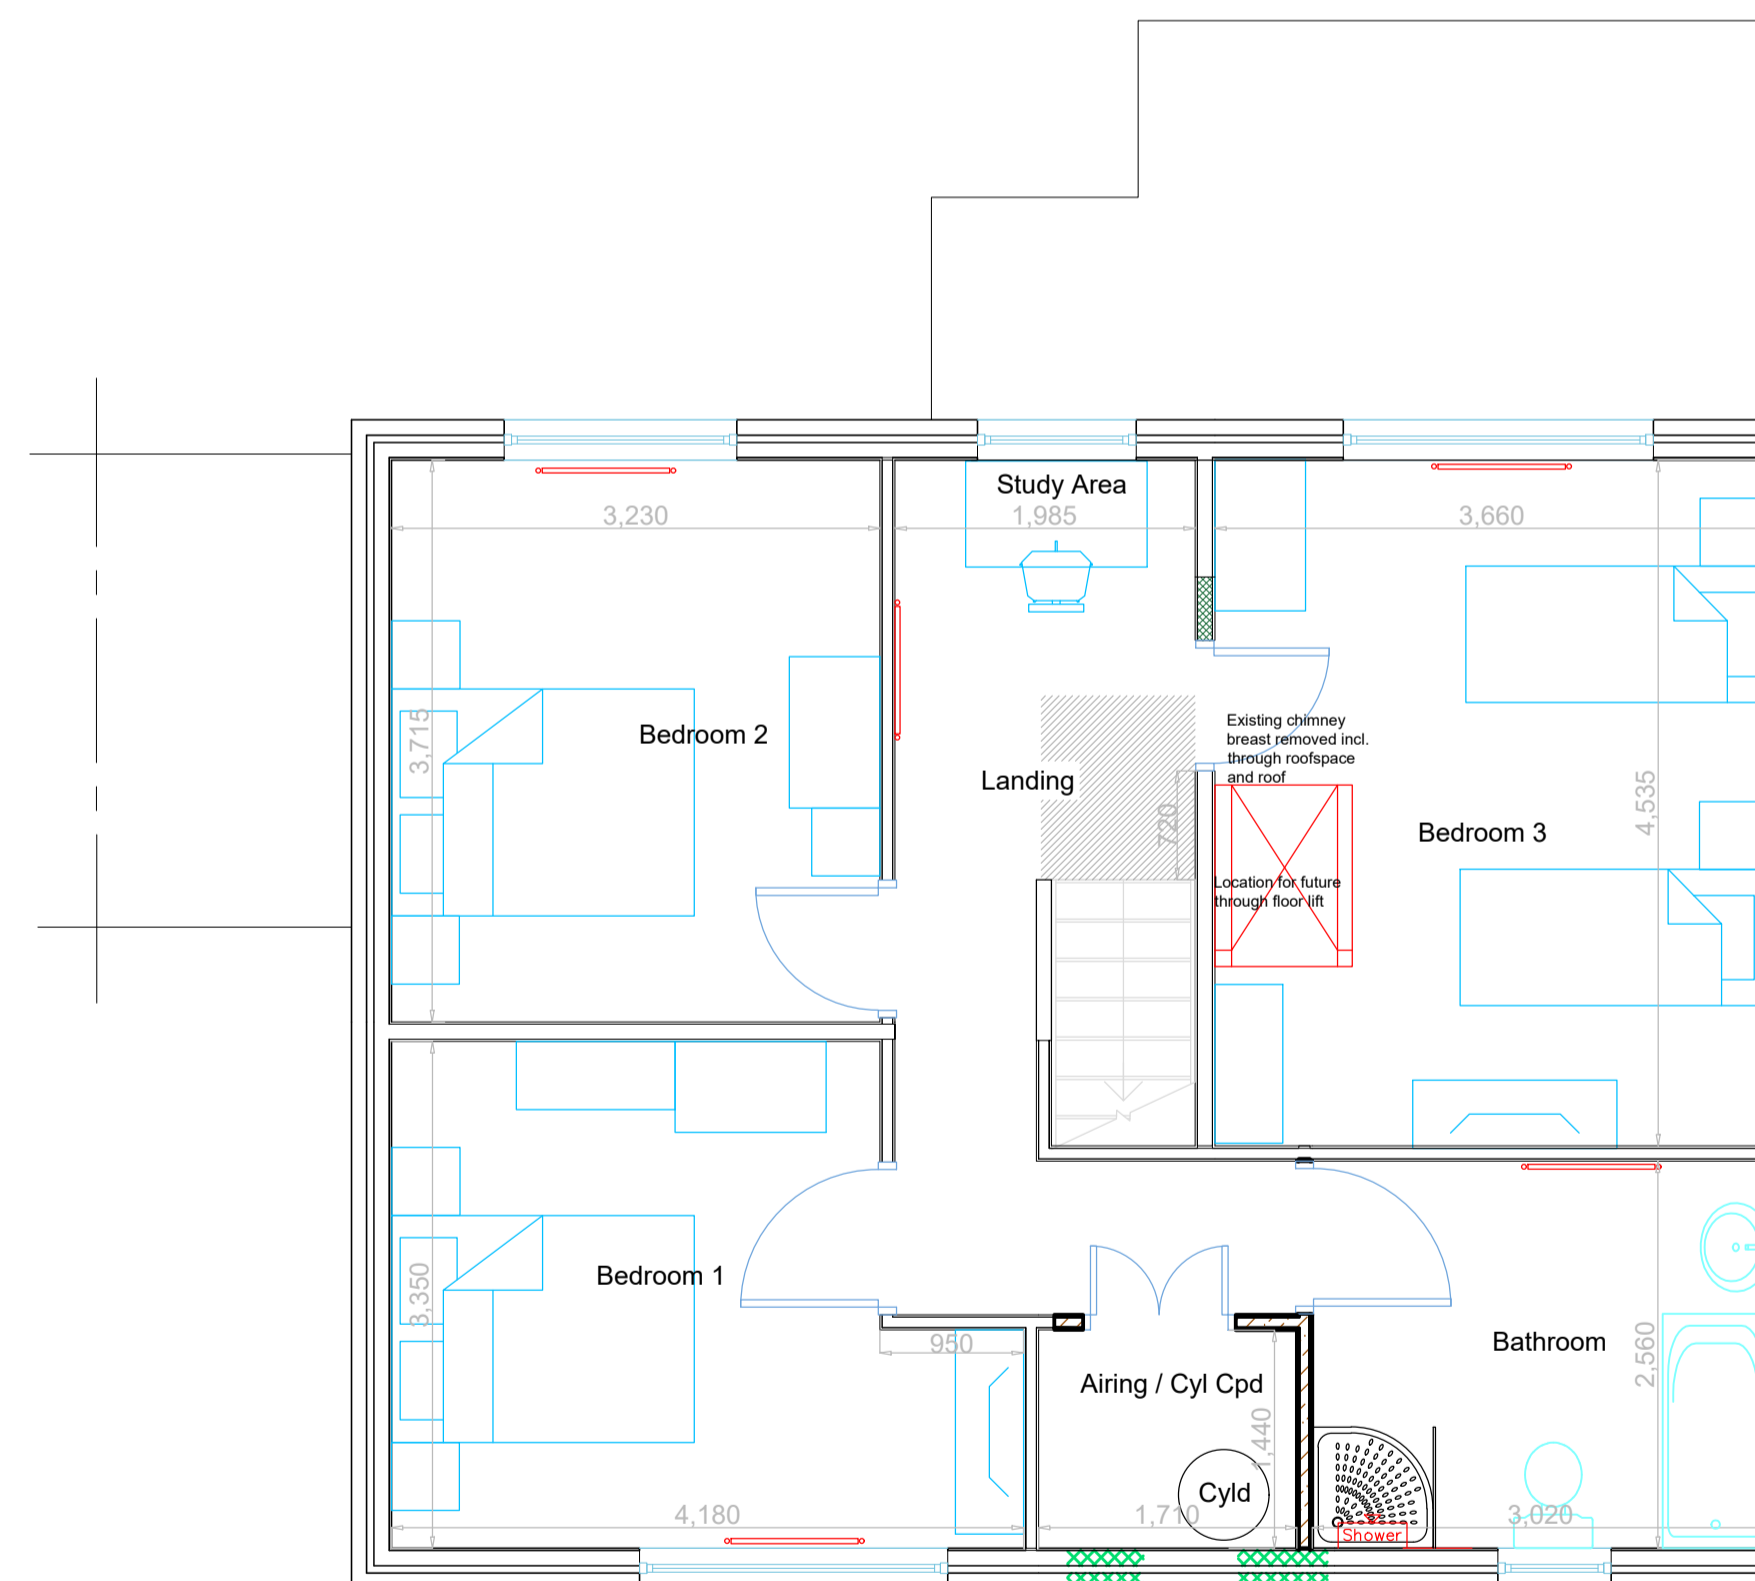 Study Area
3,230
1,985
3,660
Existing chimney
breast removed incl.
through roofspace
and roof
Bedroom 2
3,715
Landing
720
4,535
Bedroom 3
Location for future
through floor lift
Bedroom 1
3,350
950
Bathroom
2,560
Airing / Cyl Cpd
1,440
Cyld
4,180
1,710
3,020
Shower